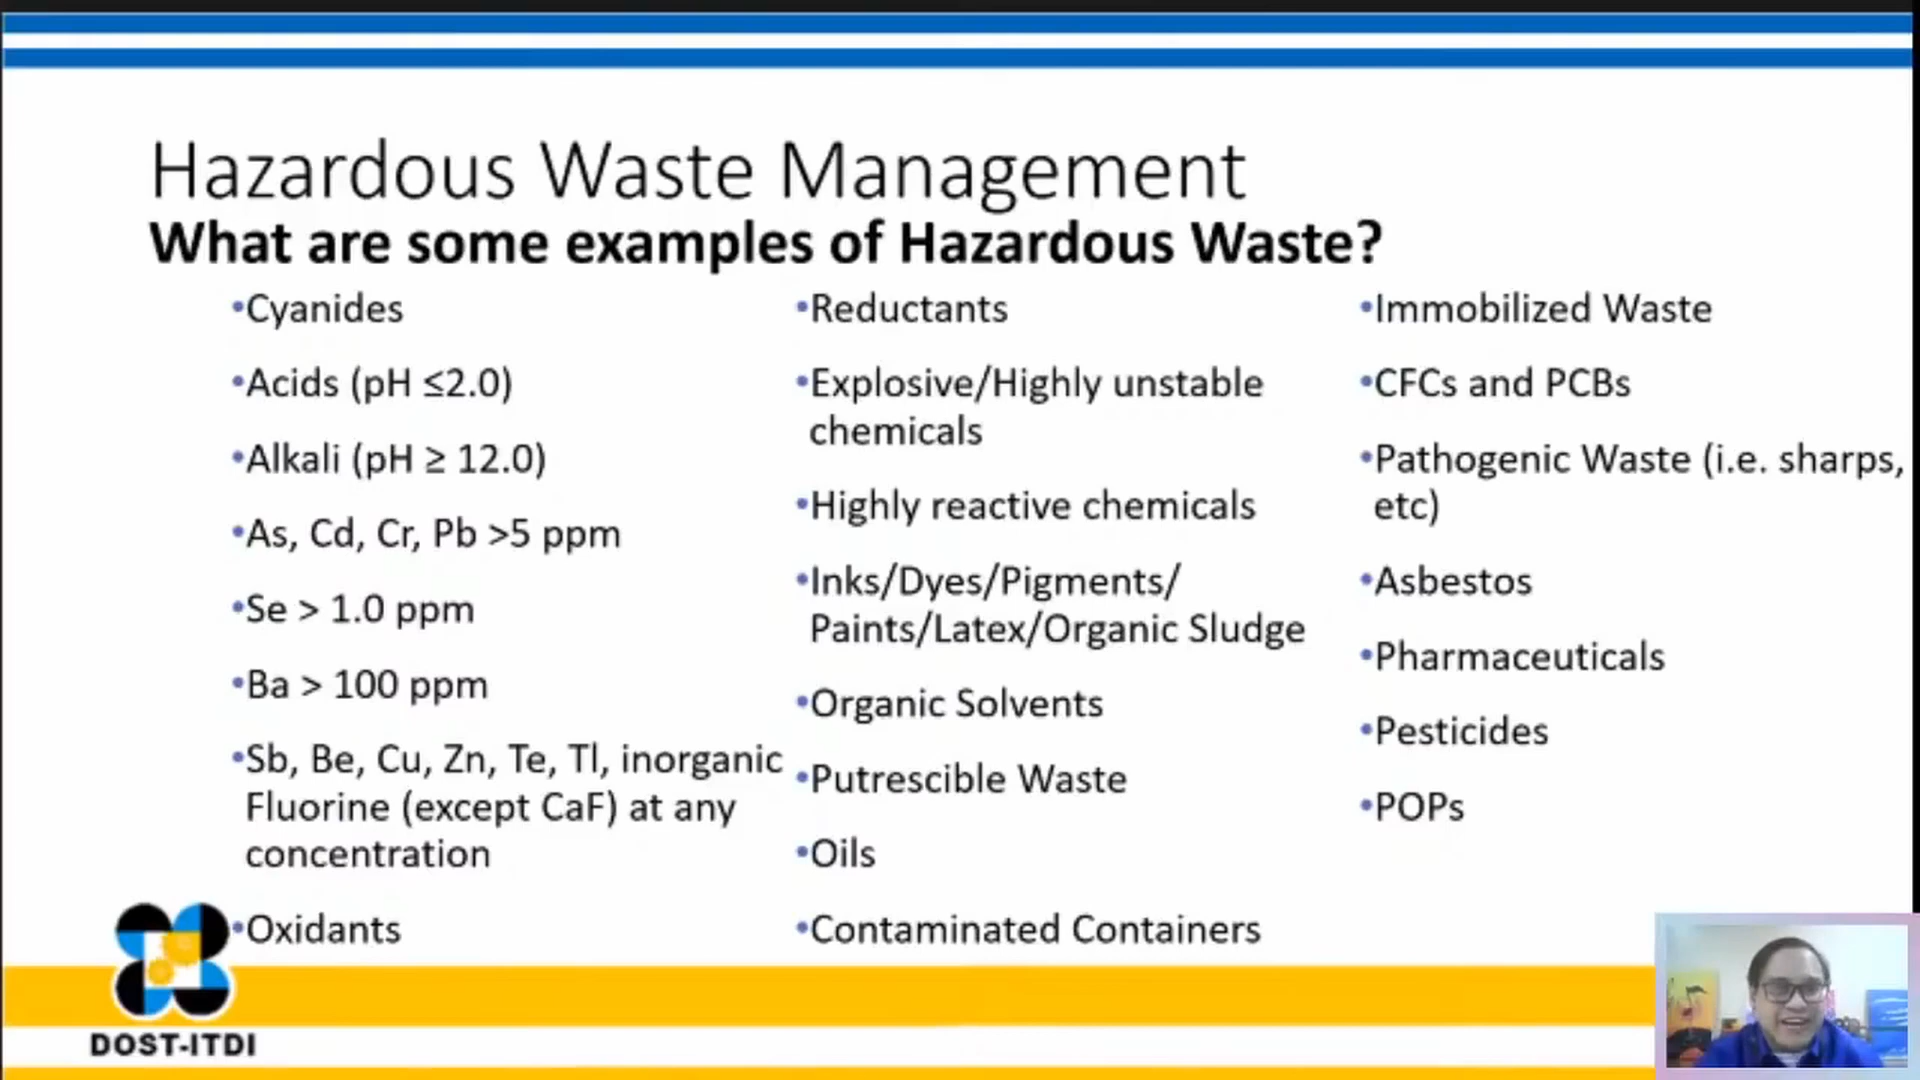 Hazardous Waste Management
What are some examples of Hazardous Waste?
•Cyanides
•Acids (pH ≤2.0)
•Alkali (pH ≥ 12.0)
•As, Cd, Cr, Pb >5 ppm
•Se > 1.0 ppm
•Ba > 100 ppm
•Sb, Be, Cu, Zn, Te, Tl, inorganic
Fluorine (except CaF) at any
concentration
•Oxidants
•Reductants
•Explosive/Highly unstable
chemicals
•Highly reactive chemicals
•Inks/Dyes/Pigments/
Paints/Latex/Organic Sludge
•Organic Solvents
•Putrescible Waste
•Oils
•Contaminated Containers
•Immobilized Waste
•CFCs and PCBs
•Pathogenic Waste (i.e. sharps,
etc)
•Asbestos
•Pharmaceuticals
•Pesticides
•POPs
DOST-ITDI